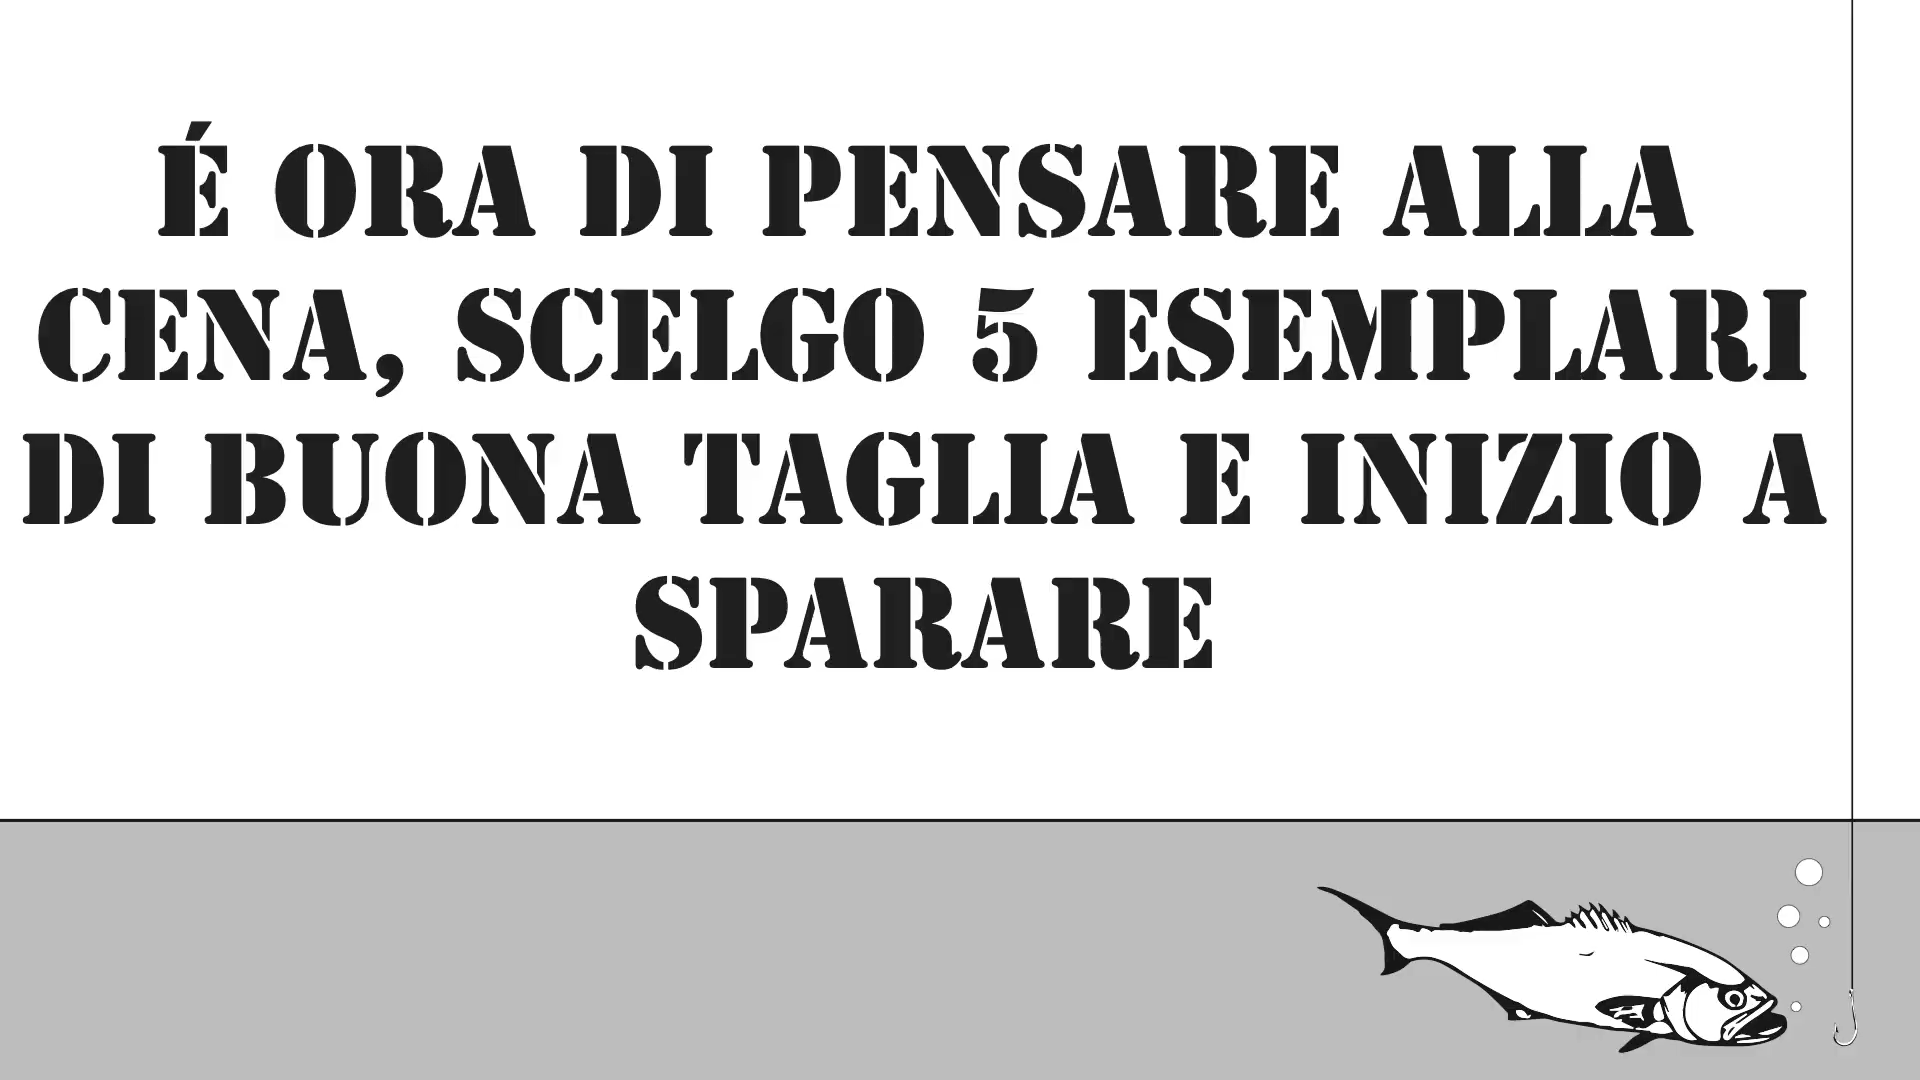 É ORA DI PENSARE ALLA
CENA, SCELGO 5 ESEMPLARI
DI BUONA TAGLIA E INIZIO A
SPARARE